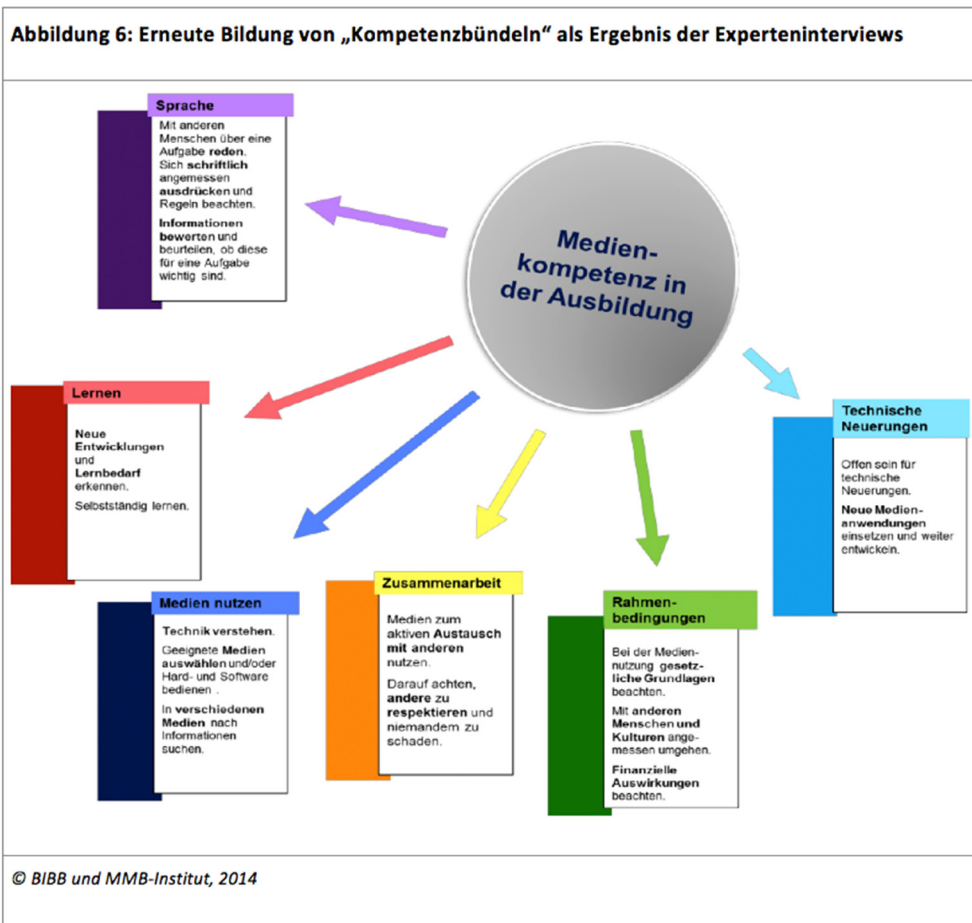 Abbildung 6: Erneute Bildung von „Kompetenzbündeln“ als Ergebnis der Experteninterviews
Sprache
Mit anderen
Menschen über eine
Aufgabe reden.
Sich schriftlich
angemessen
ausdrücken und
Regeln beachten.
Informationen
bewerten und
beurteilen, ob diese
für eine Aufgabe
wichtig sind.
Medien-
kompetenz in
der Ausbildung
Lernen
Neue
Entwicklungen
und
Lernbedarf
erkennen.
Selbstständig lernen.
Technische
Neuerungen
Offen sein für
technische
Neuerungen.
Neue Medien-
anwendungen
einsetzen und weiter
entwickeln.
Medien nutzen
Technik verstehen.
Geeignete Medien
auswählen und/oder
Hard- und Software
bedienen .
In verschiedenen
Medien nach
Informationen
suchen.
Zusammenarbeit
Medien zum
aktiven Austausch
mit anderen
nutzen.
Darauf achten,
andere zu
respektieren und
niemandem zu
schaden.
Rahmen-
bedingungen
Bei der Medien-
nutzung gesetz-
liche Grundlagen
beachten.
Mit anderen
Menschen und
Kulturen ange-
messen umgehen.
Finanzielle
Auswirkungen
beachten.
© BIBB und MMB-Institut, 2014